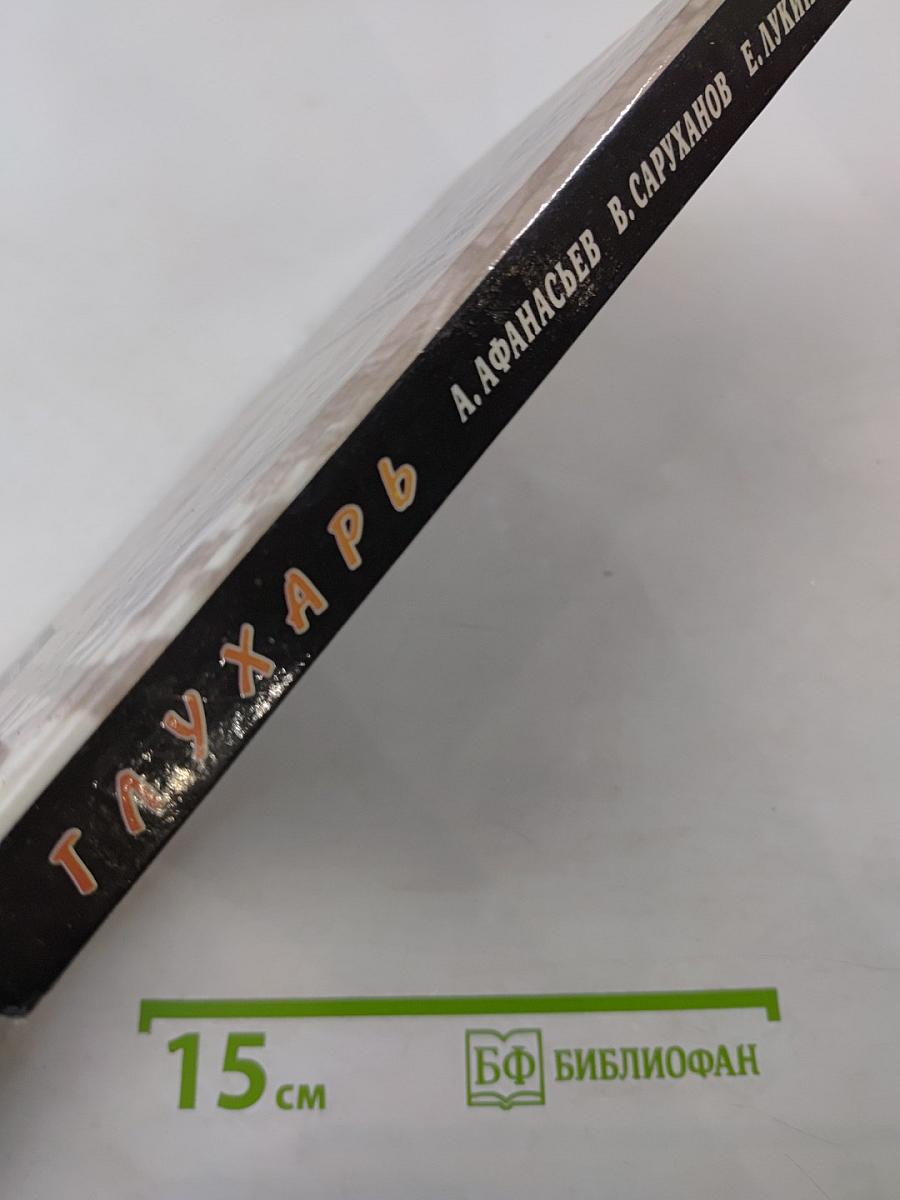 ГЛУХАРЬ
А. АФАНАСЬЕВ В. САРУХАНОВ Е.
15 см
БФ БИБЛИОФАН